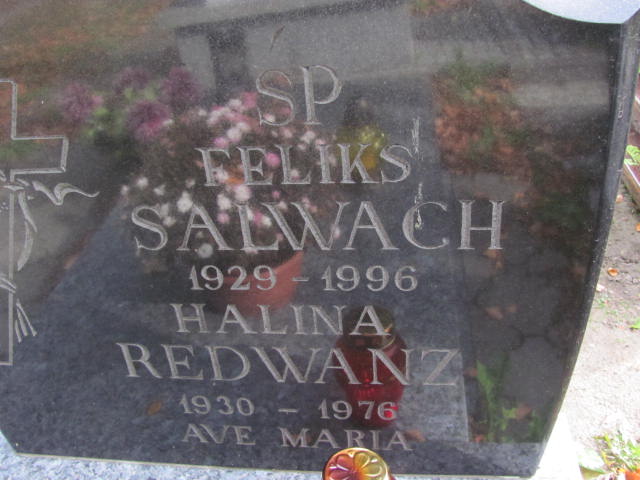 SP
FELIKS
SALWACH
1929 - 1996
HALINA
REDWANZ
1930 - 1976
AVE MARIA